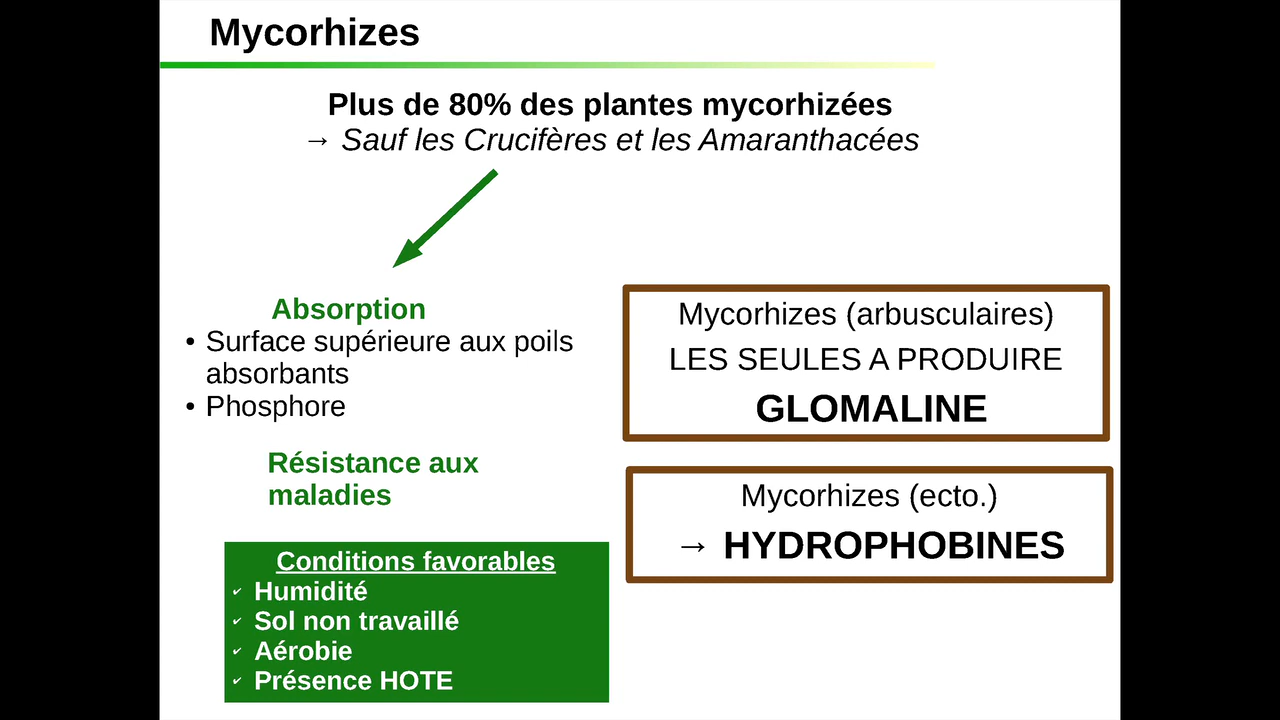 Mycorhizes
Plus de 80% des plantes mycorhizées
→ Sauf les Crucifères et les Amaranthacées
Absorption
• Surface supérieure aux poils
absorbants
• Phosphore
Résistance aux
maladies
Conditions favorables
✔ Humidité
✔ Sol non travaillé
✔ Aérobie
✔ Présence HOTE
Mycorhizes (arbusculaires)
LES SEULES A PRODUIRE
GLOMALINE
Mycorhizes (ecto.)
→ HYDROPHOBINES